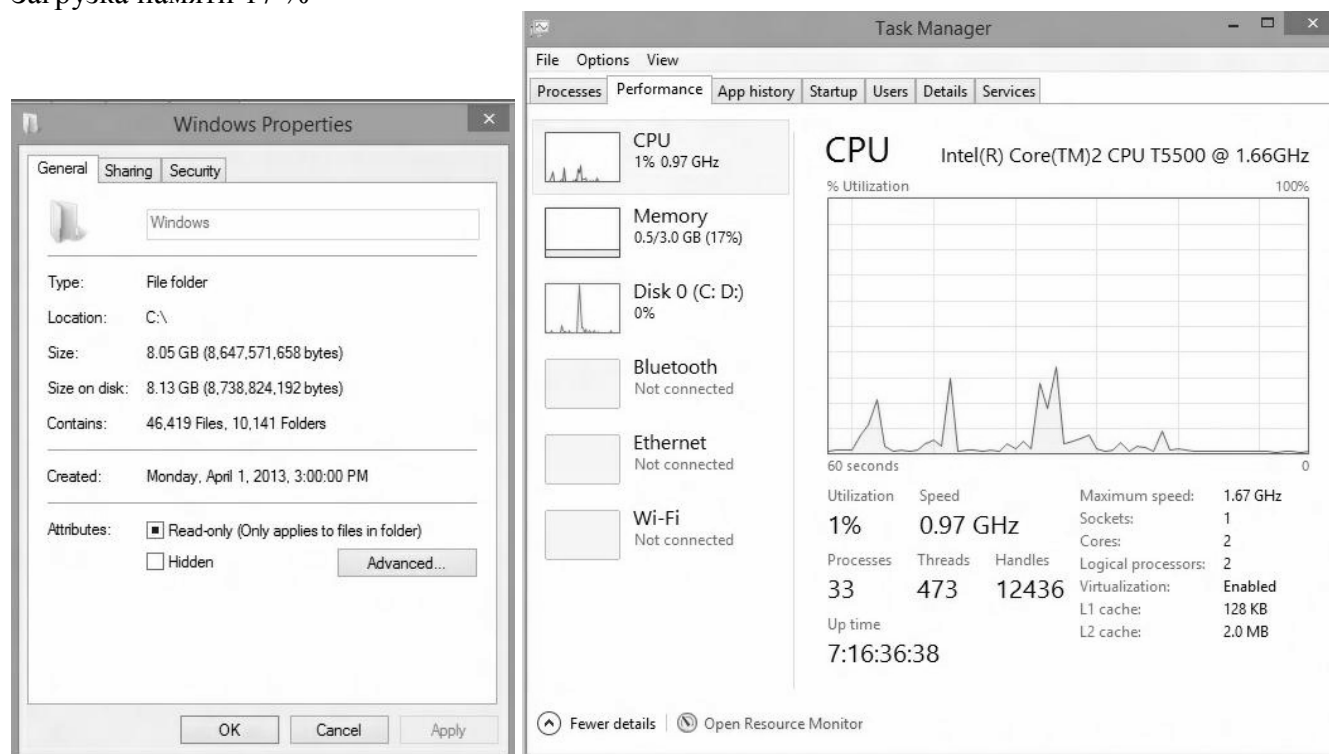 Загрузка памяти 17 %
Windows Properties
General Sharing Security
Windows
Type: File folder
Location: C:\
Size: 8.05 GB (8,647,571,658 bytes)
Size on disk: 8.13 GB (8,738,824,192 bytes)
Contains: 46,419 Files, 10,141 Folders
Created: Monday, April 1, 2013, 3:00:00 PM
Attributes: Read-only (Only applies to files in folder)
Hidden Advanced...
OK Cancel Apply
Task Manager
File Options View
Processes Performance App history Startup Users Details Services
CPU
1% 0.97 GHz
Memory
0.5/3.0 GB (17%)
Disk 0 (C: D:)
0%
Bluetooth
Not connected
Ethernet
Not connected
Wi-Fi
Not connected
CPU Intel(R) Core(TM)2 CPU T5500 @ 1.66GHz
% Utilization 100%
60 seconds 0
Utilization Speed
1% 0.97 GHz
Processes Threads Handles
33 473 12436
Up time
7:16:36:38
Maximum speed: 1.67 GHz
Sockets: 1
Cores: 2
Logical processors: 2
Virtualization: Enabled
L1 cache: 128 KB
L2 cache: 2.0 MB
Fewer details Open Resource Monitor